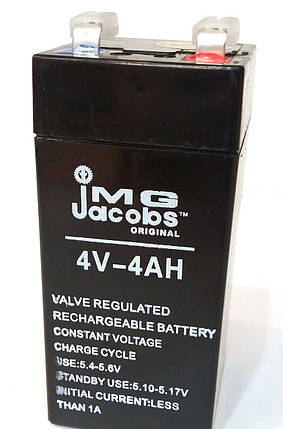 jMG
Jacobs™
ORIGINAL
4V-4AH
VALVE REGULATED
RECHARGEABLE BATTERY
CONSTANT VOLTAGE
CHARGE CYCLE
USE:5.4-5.6V
STANDBY USE:5.10-5.17V
INITIAL CURRENT:LESS
THAN 1A